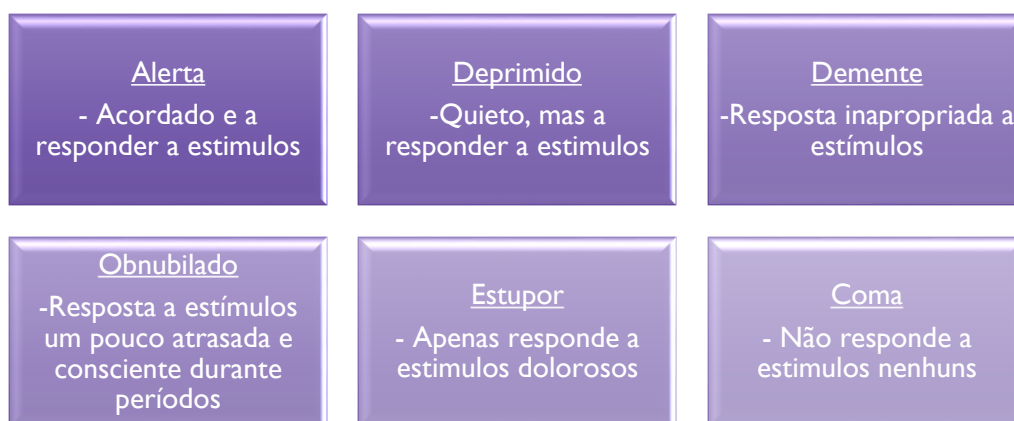 Alerta
- Acordado e a
responder a estimulos
Deprimido
-Quieto, mas a
responder a estimulos
Demente
-Resposta inapropriada a
estímulos
Obnubilado
-Resposta a estímulos
um pouco atrasada e
consciente durante
períodos
Estupor
- Apenas responde a
estimulos dolorosos
Coma
- Não responde a
estimulos nenhuns